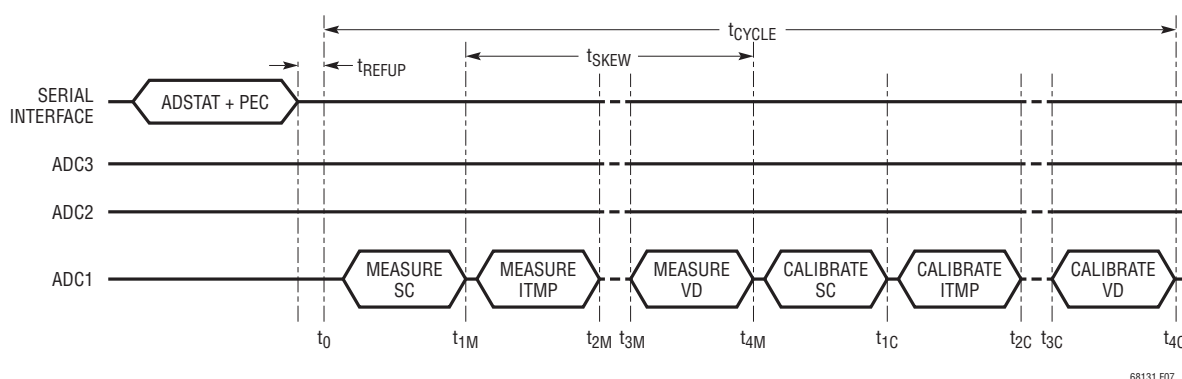 tCYCLE
tSKEW
tREFUP
SERIAL
INTERFACE
ADSTAT + PEC
ADC3
ADC2
ADC1
MEASURE
SC
MEASURE
ITMP
MEASURE
VD
CALIBRATE
SC
CALIBRATE
ITMP
CALIBRATE
VD
t0 t1M t2M t3M t4M t1C t2C t3C t4C
68131 F07